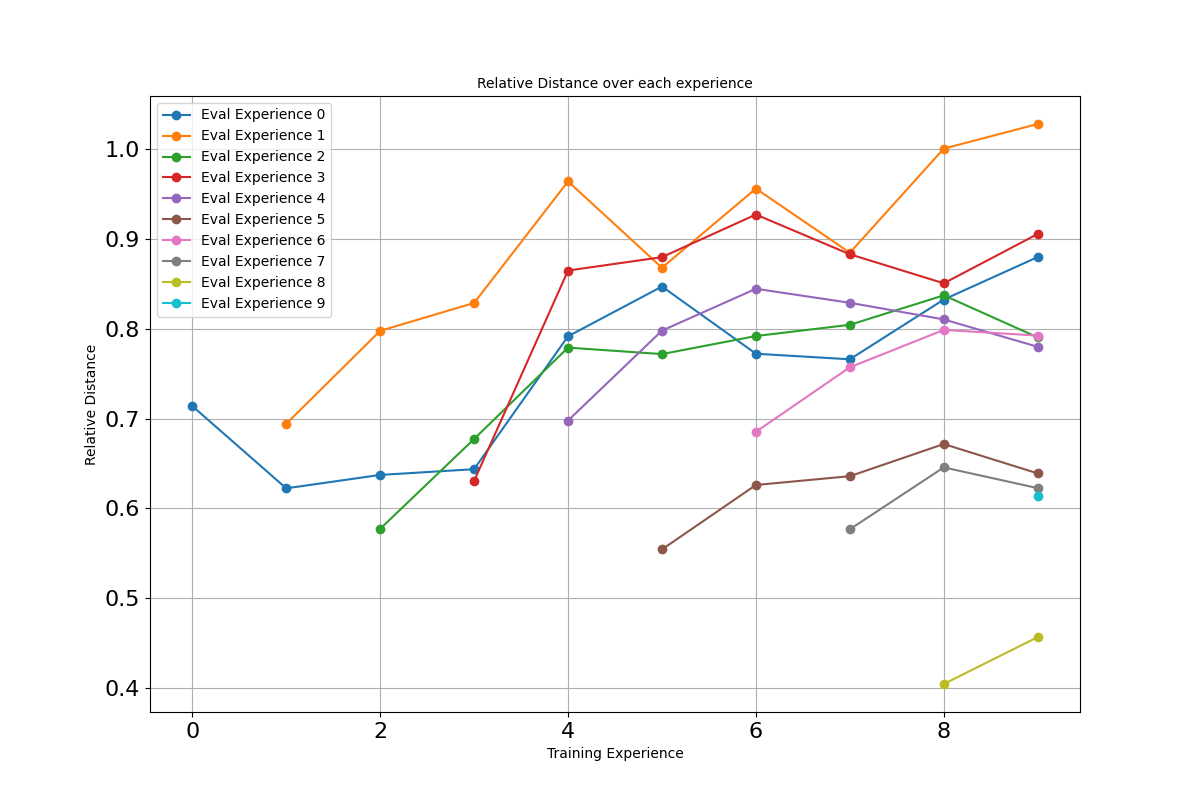 Relative Distance over each experience
Eval Experience 0
Eval Experience 1
Eval Experience 2
Eval Experience 3
Eval Experience 4
Eval Experience 5
Eval Experience 6
Eval Experience 7
Eval Experience 8
Eval Experience 9
1.0
0.9
0.8
0.7
0.6
0.5
0.4
Relative Distance
0 2 4 6 8
Training Experience